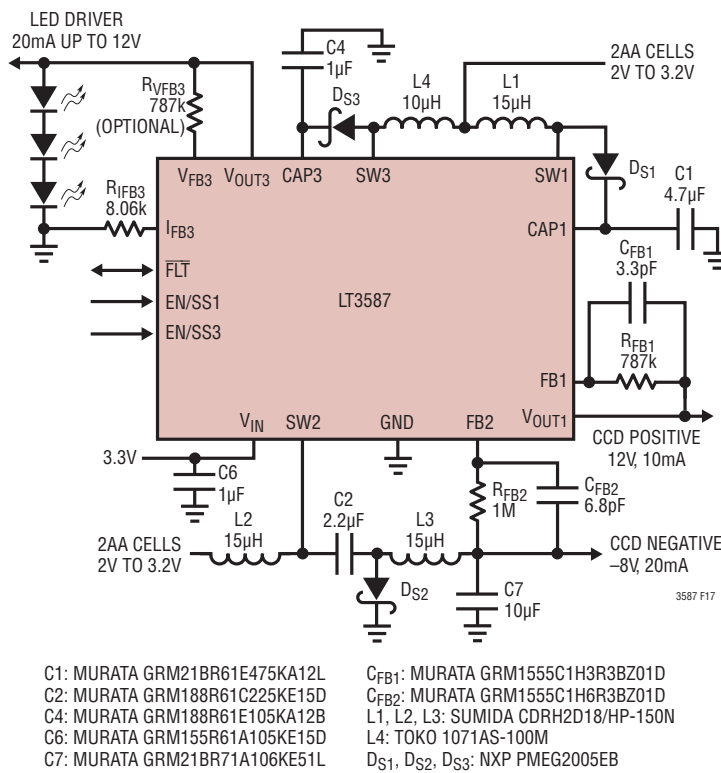 LED DRIVER
20mA UP TO 12V
RVFB3
787k
(OPTIONAL)
C4
1µF
DS3
L4
10µH
L1
15µH
2AA CELLS
2V TO 3.2V
DS1
C1
4.7µF
RIFB3
8.06k
VFB3
VOUT3
CAP3
SW3
SW1
IFB3
CAP1
FLT
EN/SS1
EN/SS3
LT3587
CFB1
3.3pF
RFB1
787k
FB1
VOUT1
CCD POSITIVE
12V, 10mA
VIN
SW2
GND
FB2
3.3V
C6
1µF
2AA CELLS
2V TO 3.2V
L2
15µH
C2
2.2µF
L3
15µH
DS2
RFB2
1M
CFB2
6.8pF
C7
10µF
CCD NEGATIVE
–8V, 20mA
3587 F17
C1: MURATA GRM21BR61E475KA12L
C2: MURATA GRM188R61C225KE15D
C4: MURATA GRM188R61E105KA12B
C6: MURATA GRM155R61A105KE15D
C7: MURATA GRM21BR71A106KE51L
CFB1: MURATA GRM1555C1H3R3BZ01D
CFB2: MURATA GRM1555C1H6R3BZ01D
L1, L2, L3: SUMIDA CDRH2D18/HP-150N
L4: TOKO 1071AS-100M
DS1, DS2, DS3: NXP PMEG2005EB